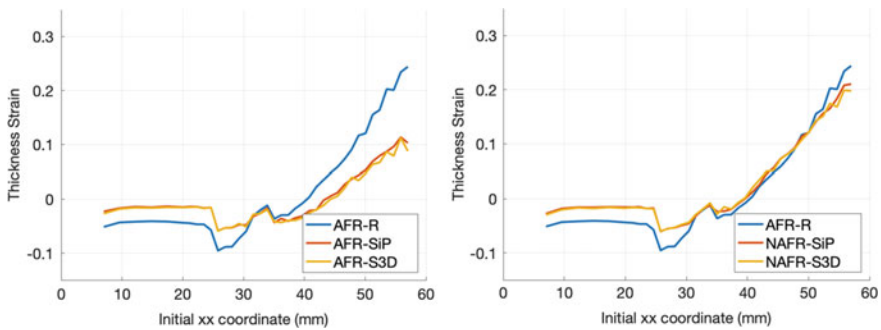 0.3
0.2
0.1
0
-0.1
Thickness Strain
AFR-R
AFR-SiP
AFR-S3D
0 10 20 30 40 50 60
Initial xx coordinate (mm)
0.3
0.2
0.1
0
-0.1
Thickness Strain
AFR-R
NAFR-SiP
NAFR-S3D
0 10 20 30 40 50 60
Initial xx coordinate (mm)